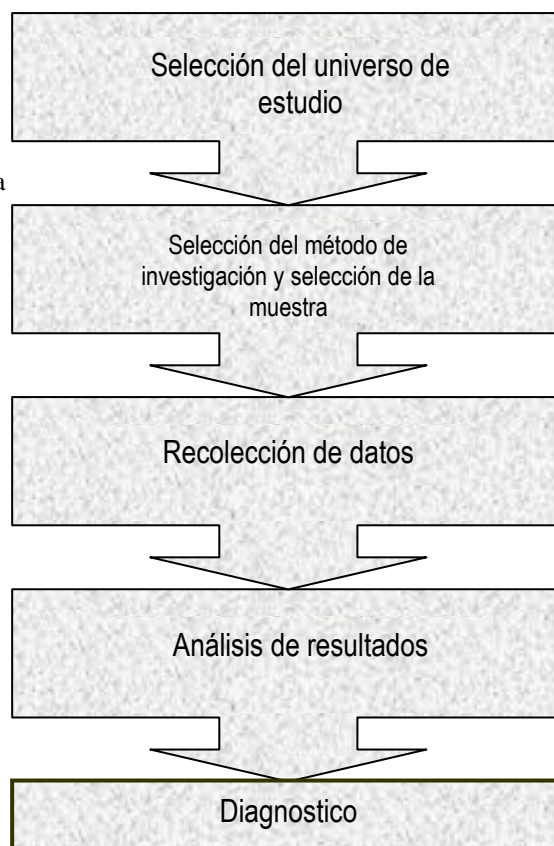 Selección del universo de
estudio
a
Selección del método de
investigación y selección de la
muestra
Recolección de datos
Análisis de resultados
Diagnostico